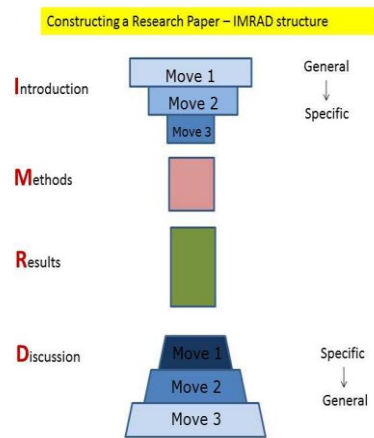 Constructing a Research Paper – IMRAD structure
Introduction
Move 1
Move 2
Move 3
General
Specific
Methods
Results
Discussion
Move 1
Move 2
Move 3
Specific
General